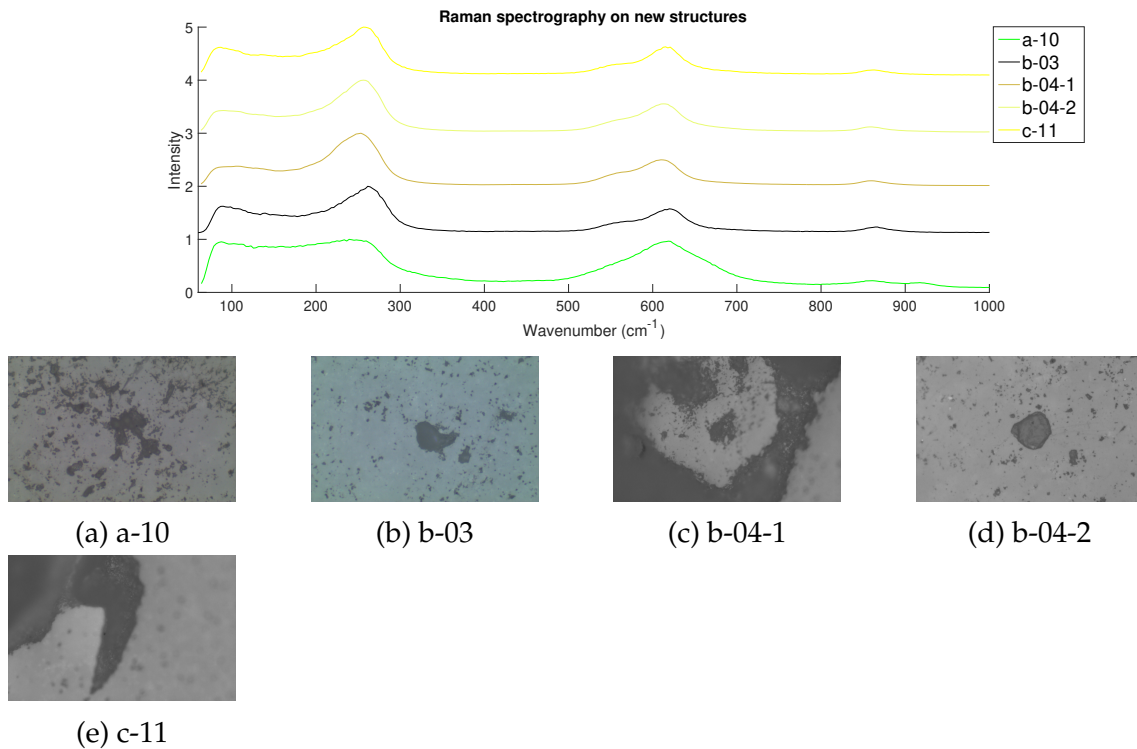 Raman spectrography on new structures
5
4
3
2
1
0
Intensity
100 200 300 400 500 600 700 800 900 1000
Wavenumber (cm-1)
a-10
b-03
b-04-1
b-04-2
c-11
(a) a-10 (b) b-03 (c) b-04-1 (d) b-04-2
(e) c-11